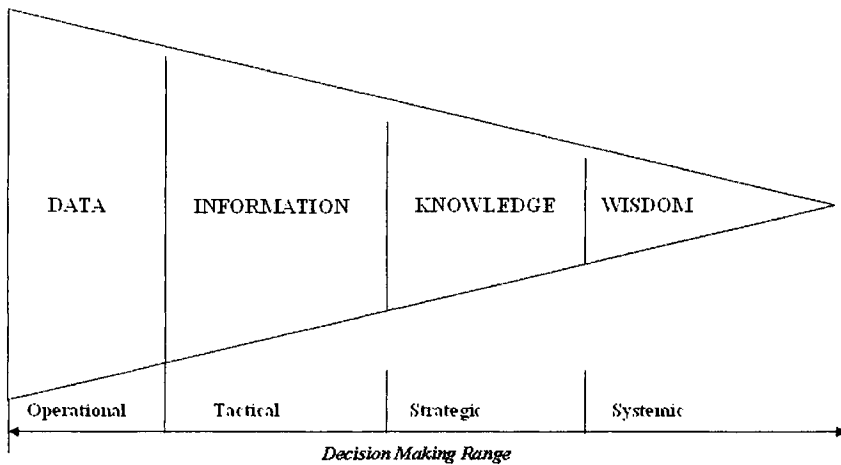 DATA INFORMATION KNOWLEDGE WISDOM
Operational Tactical Strategic Systemic
Decision Making Range